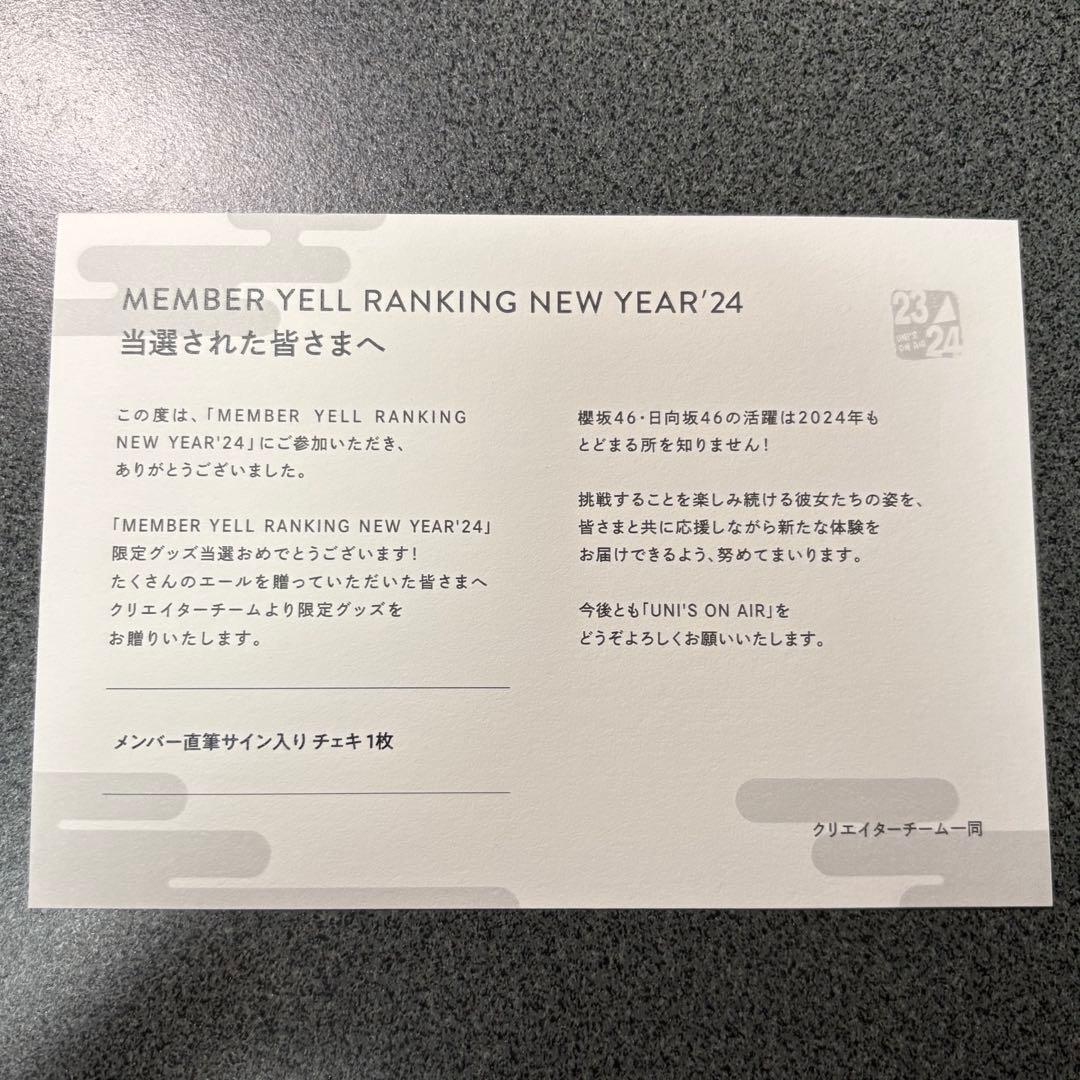 MEMBER YELL RANKING NEW YEAR'24
当選された皆さまへ
23
24
UNI'S
ON AIR
この度は、「MEMBER YELL RANKING
NEW YEAR'24」にご参加いただき、
ありがとうございました。
「MEMBER YELL RANKING NEW YEAR'24」
限定グッズ当選おめでとうございます!
たくさんのエールを贈っていただいた皆さまへ
クリエイターチームより限定グッズを
お贈りいたします。
メンバー直筆サイン入り チェキ 1枚
櫻坂46・日向坂46の活躍は2024年も
とどまる所を知りません!
挑戦することを楽しみ続ける彼女たちの姿を、
皆さまと共に応援しながら新たな体験を
お届けできるよう、努めてまいります。
今後とも「UNI'S ON AIR」を
どうぞよろしくお願いいたします。
クリエイターチーム一同